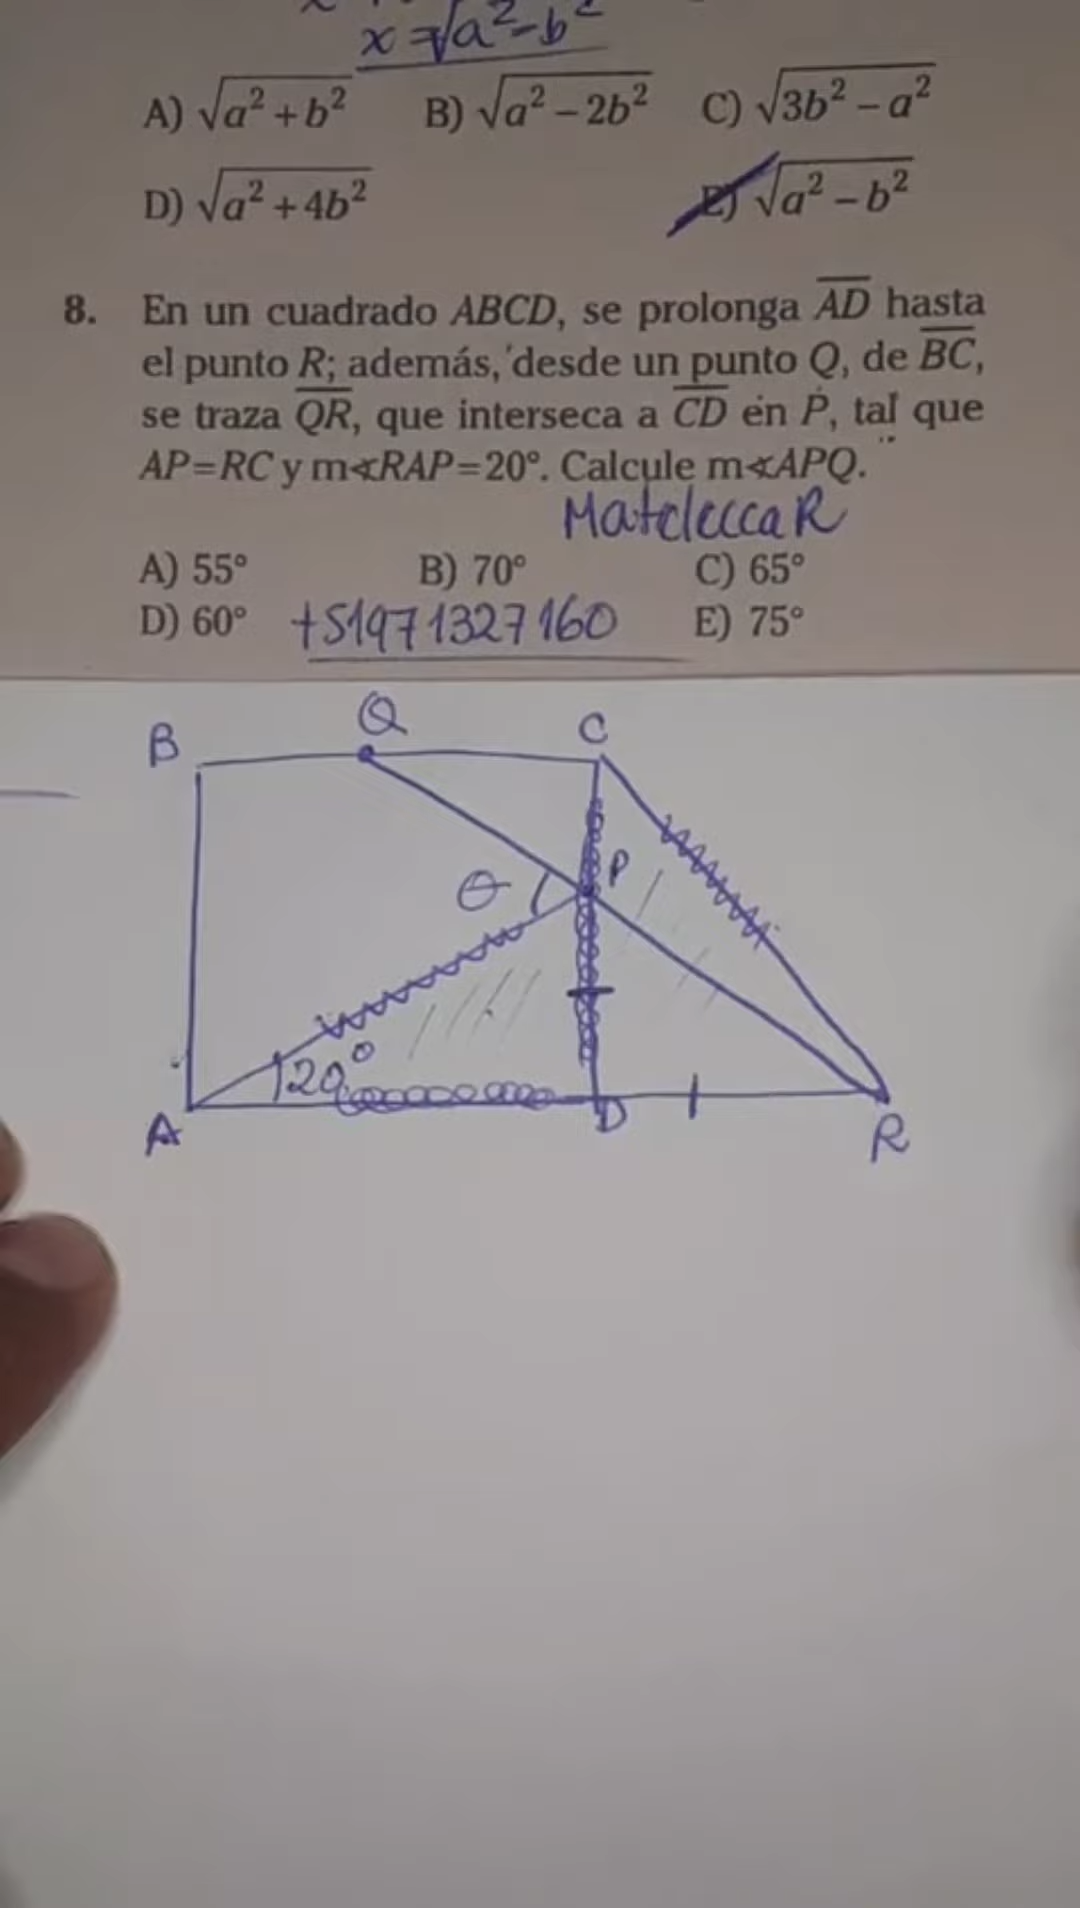 x=√a²-b²
A) √a²+b² B) √a²-2b² C) √3b²-a²
D) √a²+4b² E) √a²-b²
8. En un cuadrado ABCD, se prolonga AD hasta
el punto R; además, desde un punto Q, de BC,
se traza QR, que interseca a CD en P, tal que
AP=RC y m∢RAP=20°. Calcule m∢APQ.
MateleccaR
A) 55° B) 70° C) 65°
D) 60° +51971327160 E) 75°
B Q C
θ P
20°
A D R